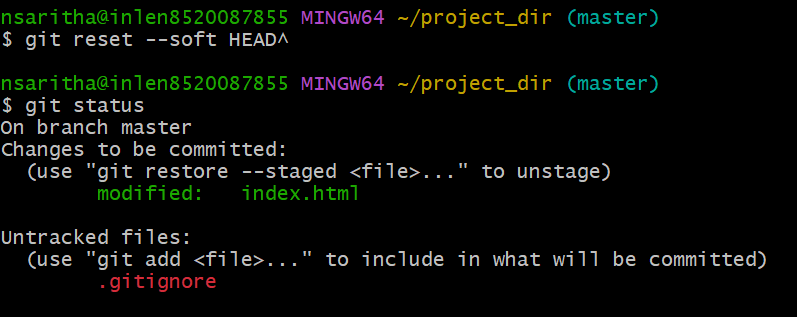 nsaritha@inlen8520087855 MINGW64 ~/project_dir (master)
$ git reset --soft HEAD^
nsaritha@inlen8520087855 MINGW64 ~/project_dir (master)
$ git status
On branch master
Changes to be committed:
  (use "git restore --staged <file>..." to unstage)
        modified:   index.html
Untracked files:
  (use "git add <file>..." to include in what will be committed)
        .gitignore